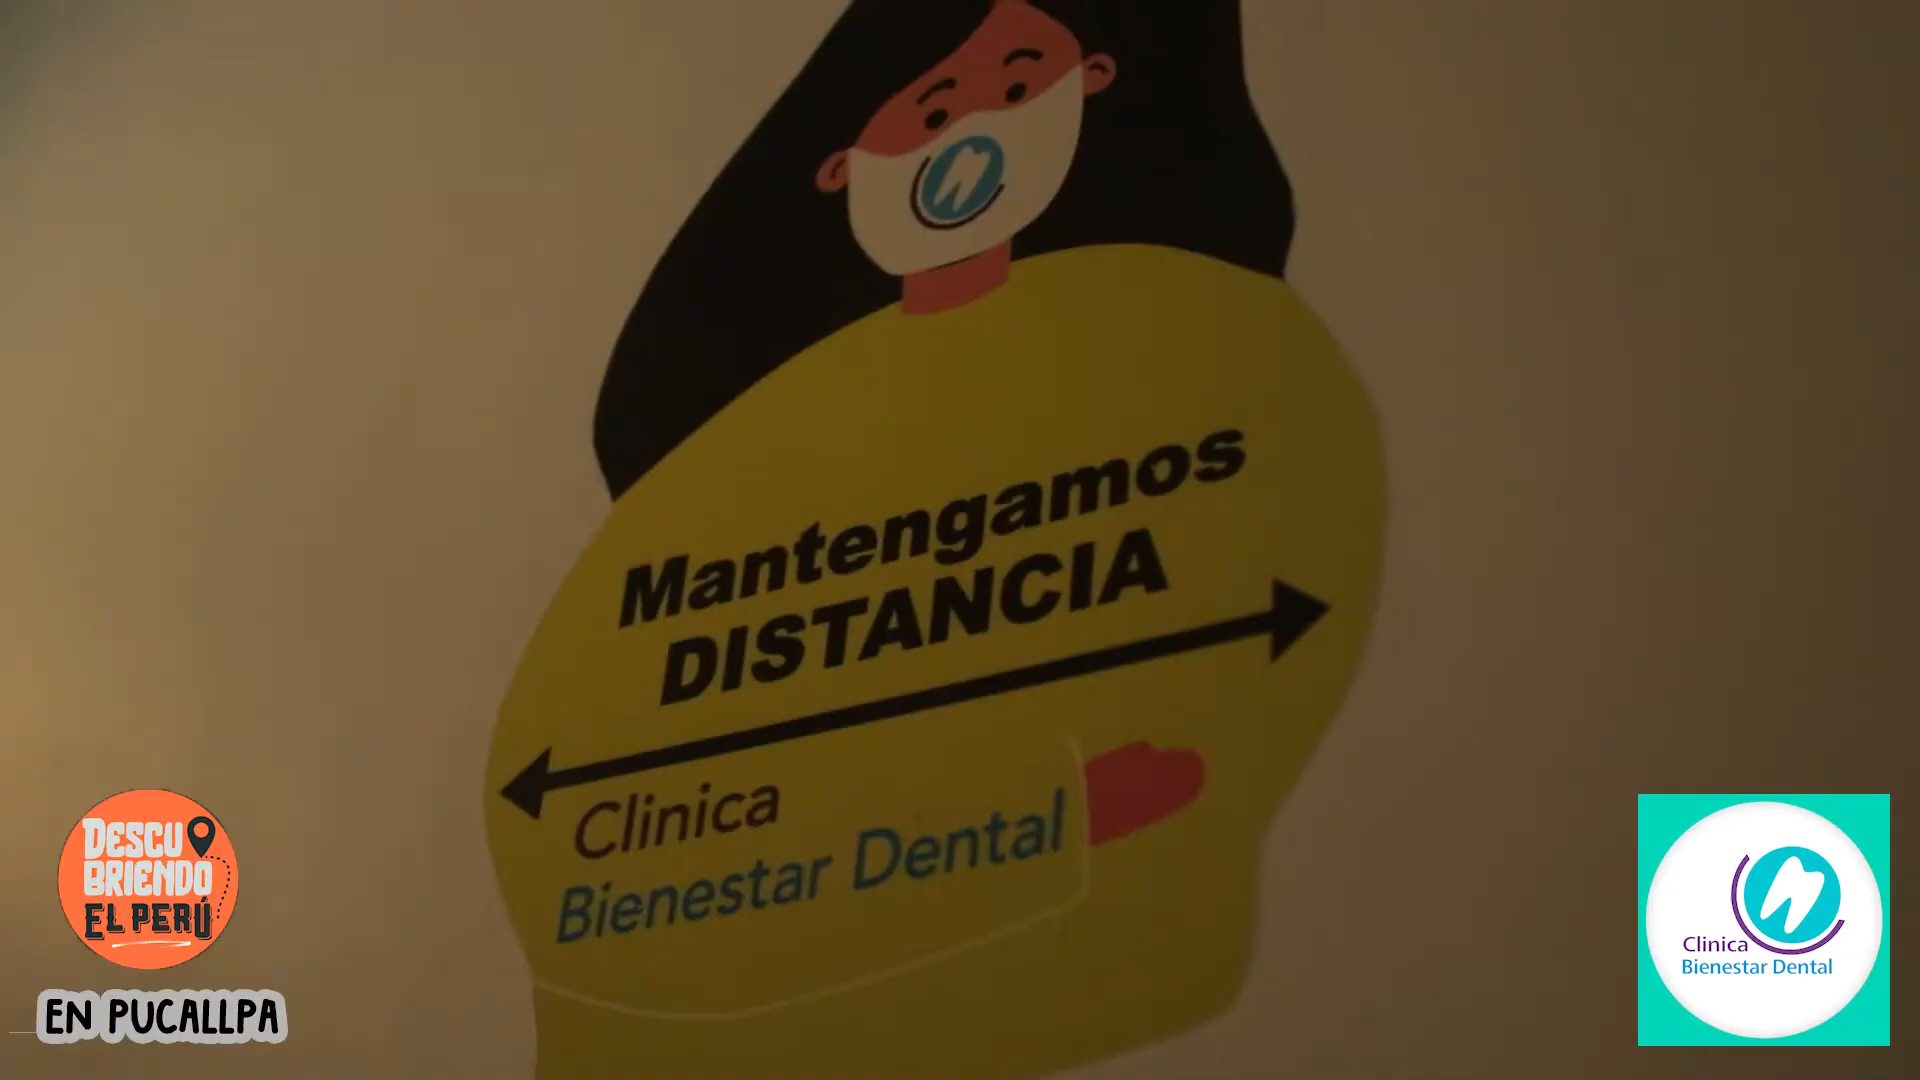 Mantengamos
DISTANCIA
Clinica
Bienestar Dental
DESCU
BRIENDO
EL PERÚ
EN PUCALLPA
Clinica
Bienestar Dental